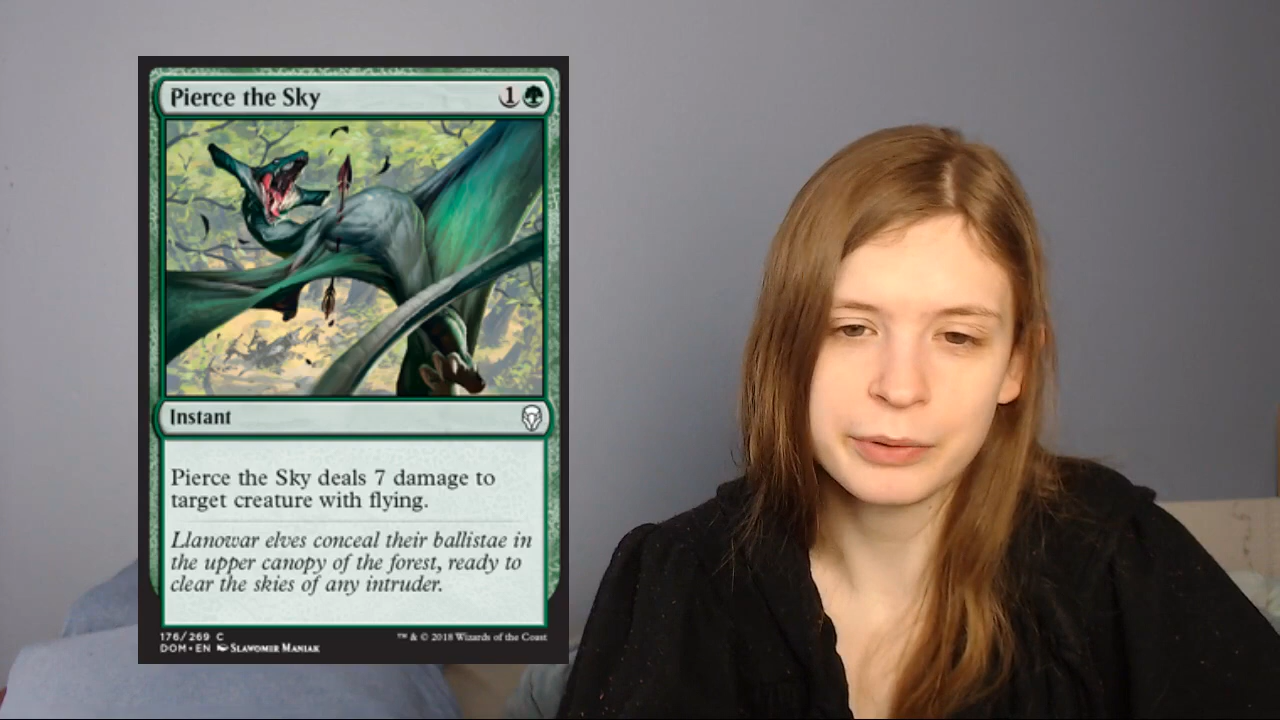 Pierce the Sky 1
Instant
Pierce the Sky deals 7 damage to
target creature with flying.
Llanowar elves conceal their ballistae in
the upper canopy of the forest, ready to
clear the skies of any intruder.
176/269 C ™ & © 2018 Wizards of the Coast
DOM • EN Slawomir Maniak